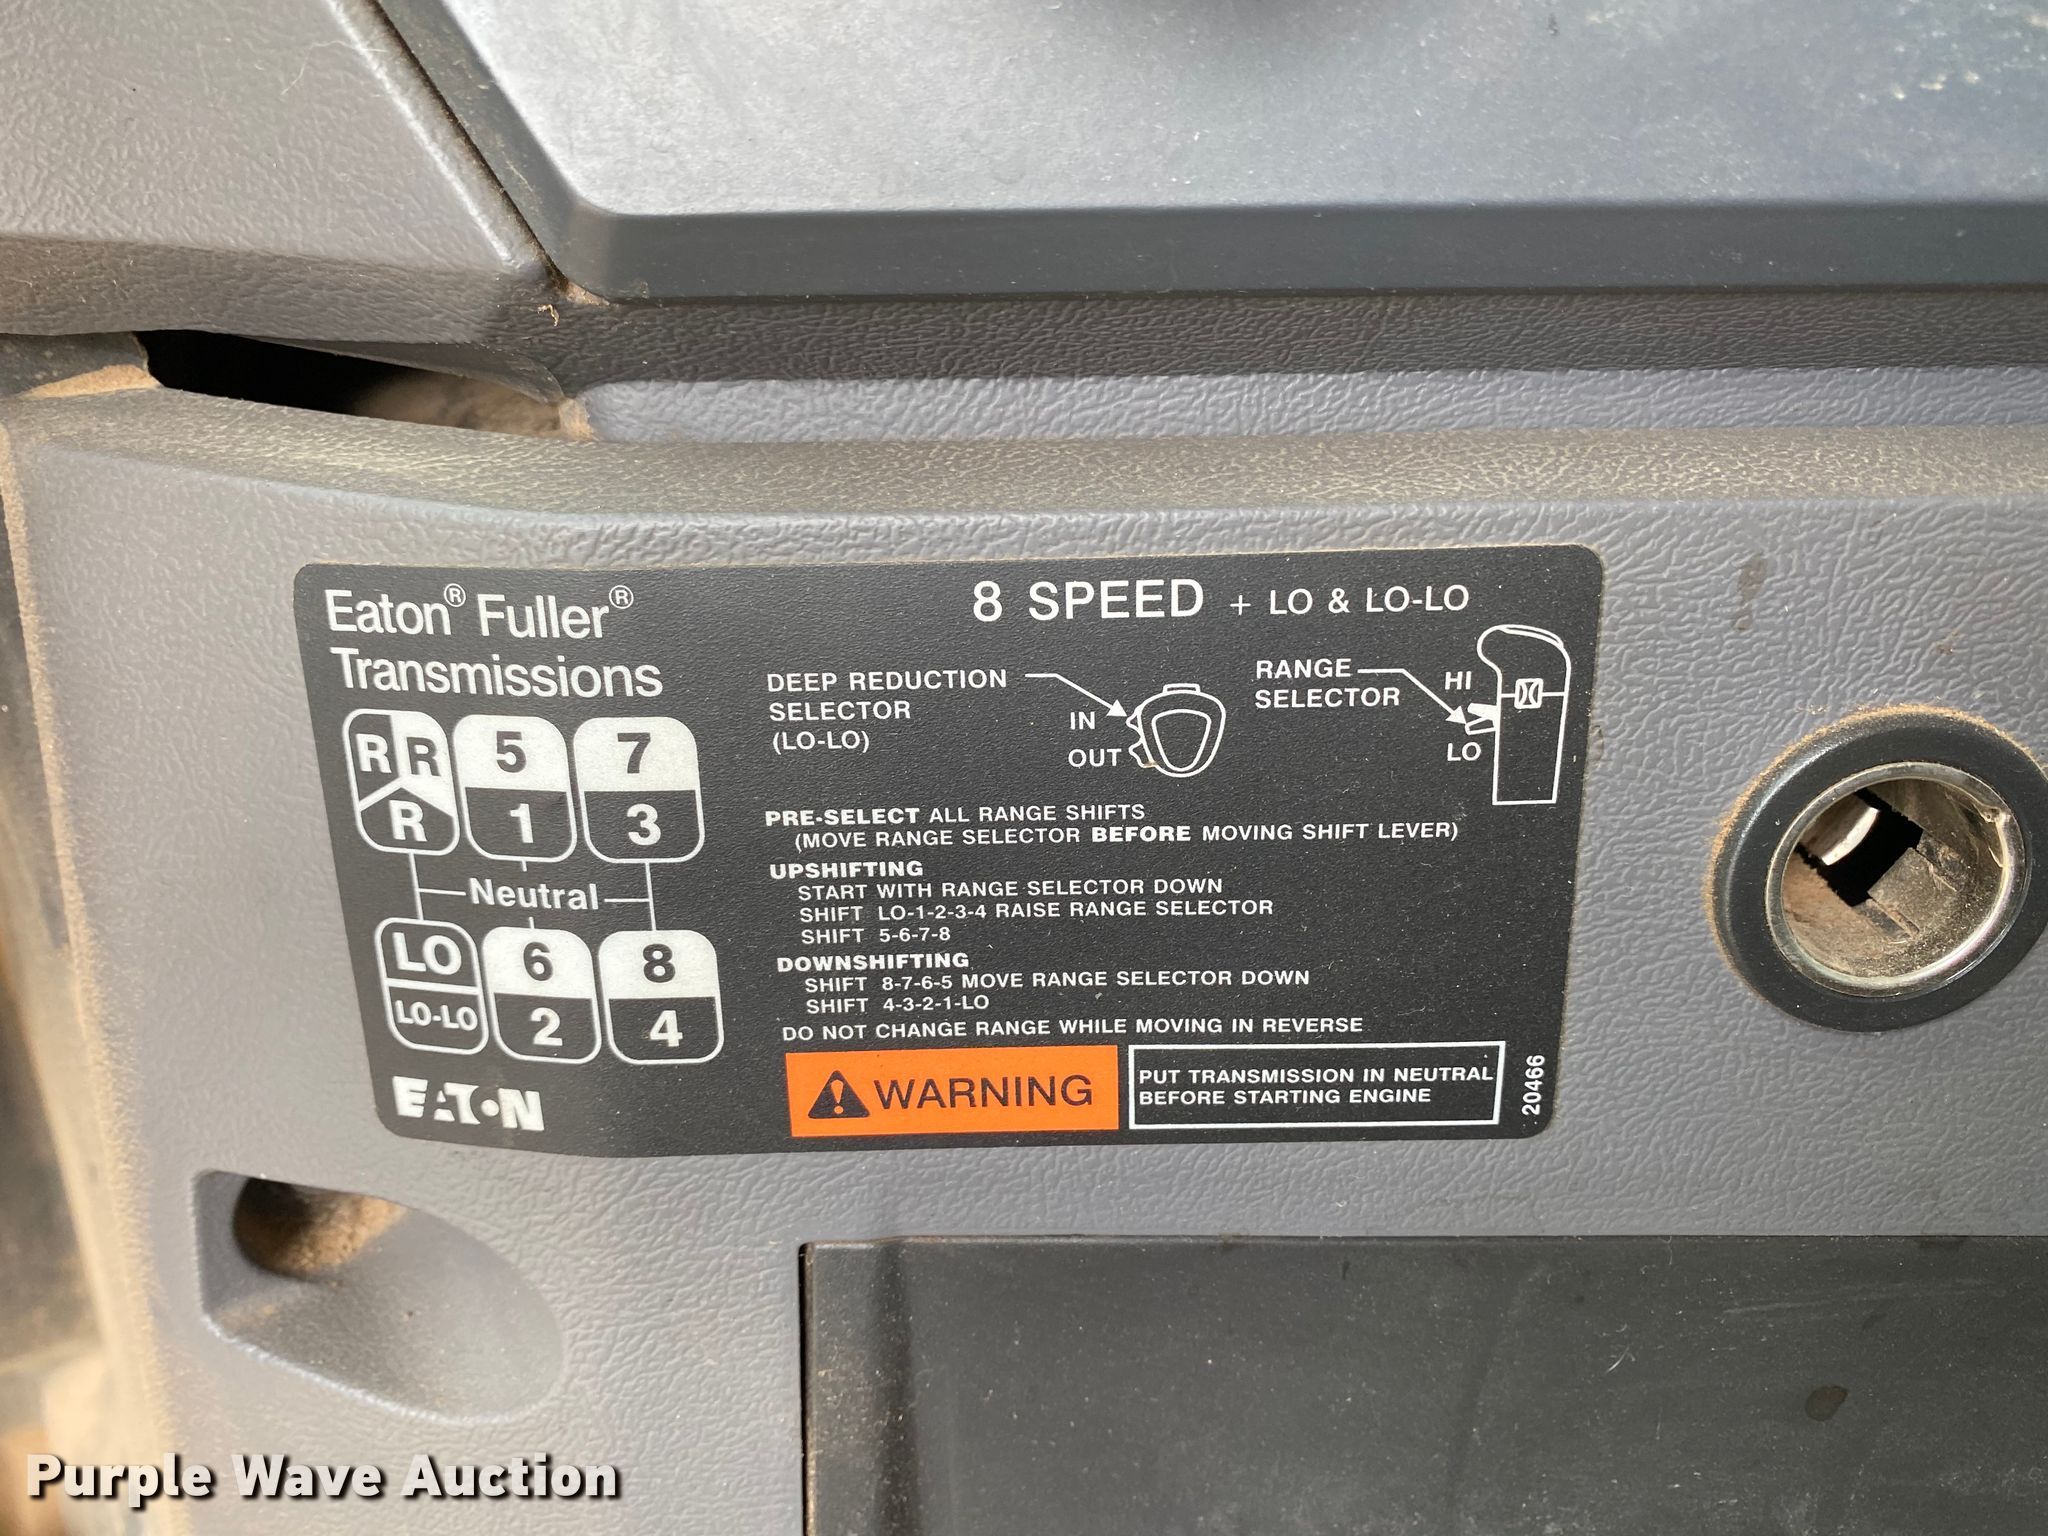 Eaton® Fuller®
Transmissions
8 SPEED + LO & LO-LO
DEEP REDUCTION
SELECTOR
(LO-LO)
IN
OUT
RANGE
SELECTOR
HI
LO
R R
R
5
1
7
3
Neutral
LO
LO-LO
6
2
8
4
PRE-SELECT ALL RANGE SHIFTS
(MOVE RANGE SELECTOR BEFORE MOVING SHIFT LEVER)
UPSHIFTING
START WITH RANGE SELECTOR DOWN
SHIFT LO-1-2-3-4 RAISE RANGE SELECTOR
SHIFT 5-6-7-8
DOWNSHIFTING
SHIFT 8-7-6-5 MOVE RANGE SELECTOR DOWN
SHIFT 4-3-2-1-LO
DO NOT CHANGE RANGE WHILE MOVING IN REVERSE
WARNING
PUT TRANSMISSION IN NEUTRAL
BEFORE STARTING ENGINE
20466
EATON
Purple Wave Auction